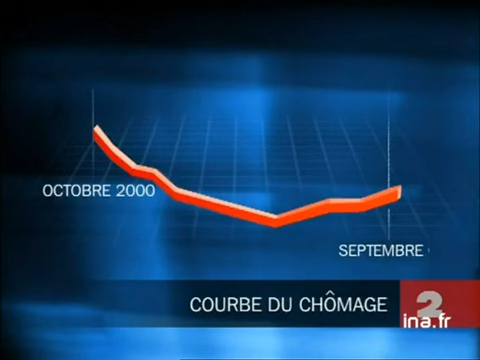 OCTOBRE 2000
SEPTEMBRE
COURBE DU CHÔMAGE
2
ina.fr